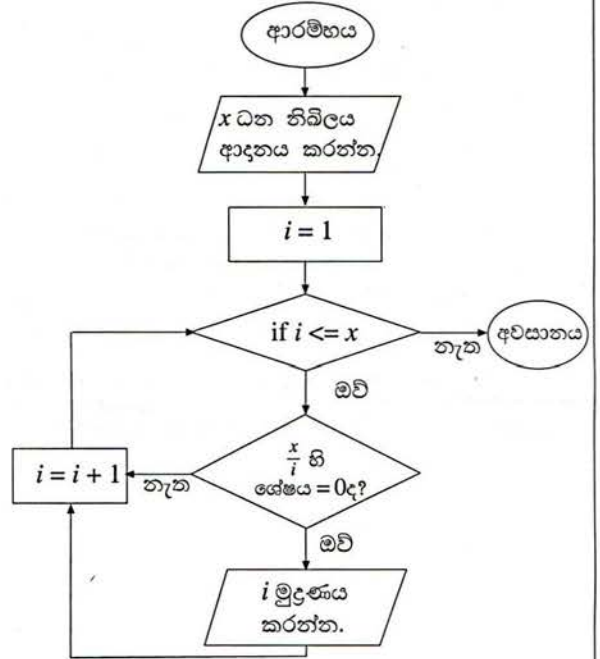 ආරම්භය
x ධන නිඛිලය
ආදානය කරන්න.
i = 1
if i <= x
නැත
අවසානය
ඔව්
x/i හි
ශේෂය = 0ද?
නැත
i = i + 1
ඔව්
i මුද්‍රණය
කරන්න.